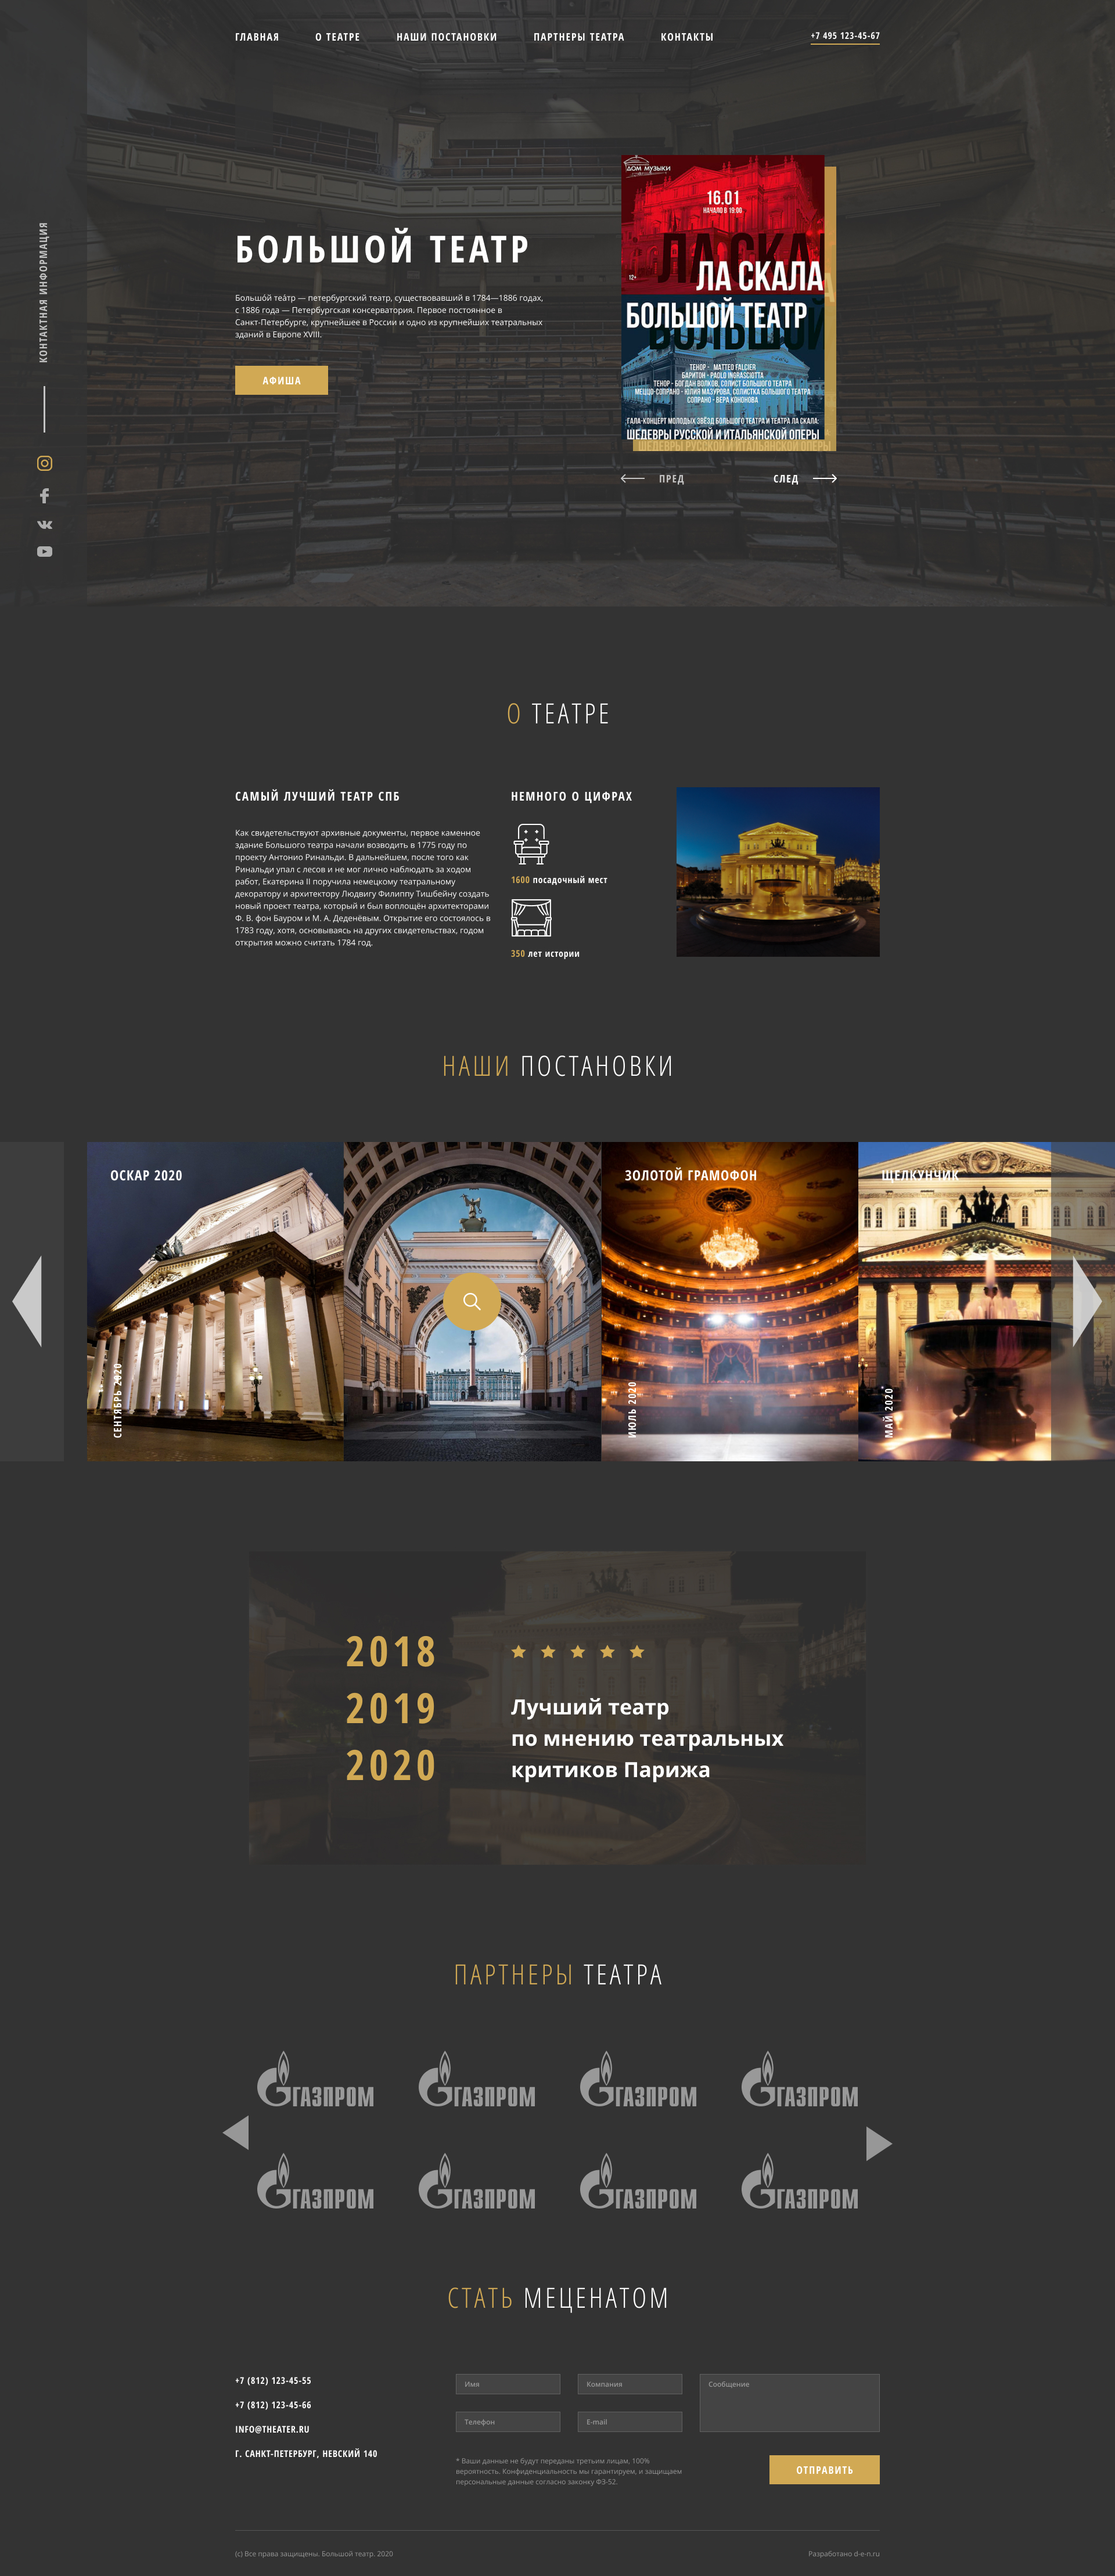 ГЛАВНАЯ О ТЕАТРЕ НАШИ ПОСТАНОВКИ ПАРТНЕРЫ ТЕАТРА КОНТАКТЫ +7 495 123-45-67
КОНТАКТНАЯ ИНФОРМАЦИЯ
БОЛЬШОЙ ТЕАТР
Большо́й теа́тр — петербургский театр, существовавший в 1784—1886 годах,
с 1886 года — Петербургская консерватория. Первое постоянное в
Санкт-Петербурге, крупнейшее в России и одно из крупнейших театральных
зданий в Европе XVIII.
АФИША
ДОМ МУЗЫКИ
16.01
НАЧАЛО В 19:00
ЛА СКАЛА
12+
ЛА СКАЛА
БОЛЬШОЙ ТЕАТР
БОЛЬШОЙ
ТЕНОР - MATTEO FALCIER
БАРИТОН - PAOLO INGRASCIOTTA
ТЕНОР - БОГДАН ВОЛКОВ, СОЛИСТ БОЛЬШОГО ТЕАТРА
МЕЦЦО-СОПРАНО - ЮЛИЯ МАЗУРОВА, СОЛИСТКА БОЛЬШОГО ТЕАТРА
СОПРАНО - ВЕРА КОНОНОВА
ГАЛА-КОНЦЕРТ МОЛОДЫХ ЗВЁЗД БОЛЬШОГО ТЕАТРА И ТЕАТРА ЛА СКАЛА:
ШЕДЕВРЫ РУССКОЙ И ИТАЛЬЯНСКОЙ ОПЕРЫ
ШЕДЕВРЫ РУССКОЙ И ИТАЛЬЯНСКОЙ ОПЕРЫ
ПРЕД СЛЕД
О ТЕАТРЕ
САМЫЙ ЛУЧШИЙ ТЕАТР СПБ
Как свидетельствуют архивные документы, первое каменное
здание Большого театра начали возводить в 1775 году по
проекту Антонио Ринальди. В дальнейшем, после того как
Ринальди упал с лесов и не мог лично наблюдать за ходом
работ, Екатерина II поручила немецкому театральному
декоратору и архитектору Людвигу Филиппу Тишбейну создать
новый проект театра, который и был воплощён архитекторами
Ф. В. фон Бауром и М. А. Деденёвым. Открытие его состоялось в
1783 году, хотя, основываясь на других свидетельствах, годом
открытия можно считать 1784 год.
НЕМНОГО О ЦИФРАХ
1600 посадочный мест
350 лет истории
НАШИ ПОСТАНОВКИ
ОСКАР 2020
СЕНТЯБРЬ 2020
ЗОЛОТОЙ ГРАМОФОН
ИЮЛЬ 2020
ЩЕЛКУНЧИК
МАЙ 2020
2018
2019
2020
Лучший театр
по мнению театральных
критиков Парижа
ПАРТНЕРЫ ТЕАТРА
ГАЗПРОМ ГАЗПРОМ ГАЗПРОМ ГАЗПРОМ
ГАЗПРОМ ГАЗПРОМ ГАЗПРОМ ГАЗПРОМ
СТАТЬ МЕЦЕНАТОМ
+7 (812) 123-45-55
+7 (812) 123-45-66
INFO@THEATER.RU
Г. САНКТ-ПЕТЕРБУРГ, НЕВСКИЙ 140
Имя Компания Сообщение
Телефон E-mail
* Ваши данные не будут переданы третьим лицам, 100%
вероятность. Конфиденциальность мы гарантируем, и защищаем
персональные данные согласно законку ФЗ-52.
ОТПРАВИТЬ
(с) Все права защищены. Большой театр. 2020 Разработано d-e-n.ru